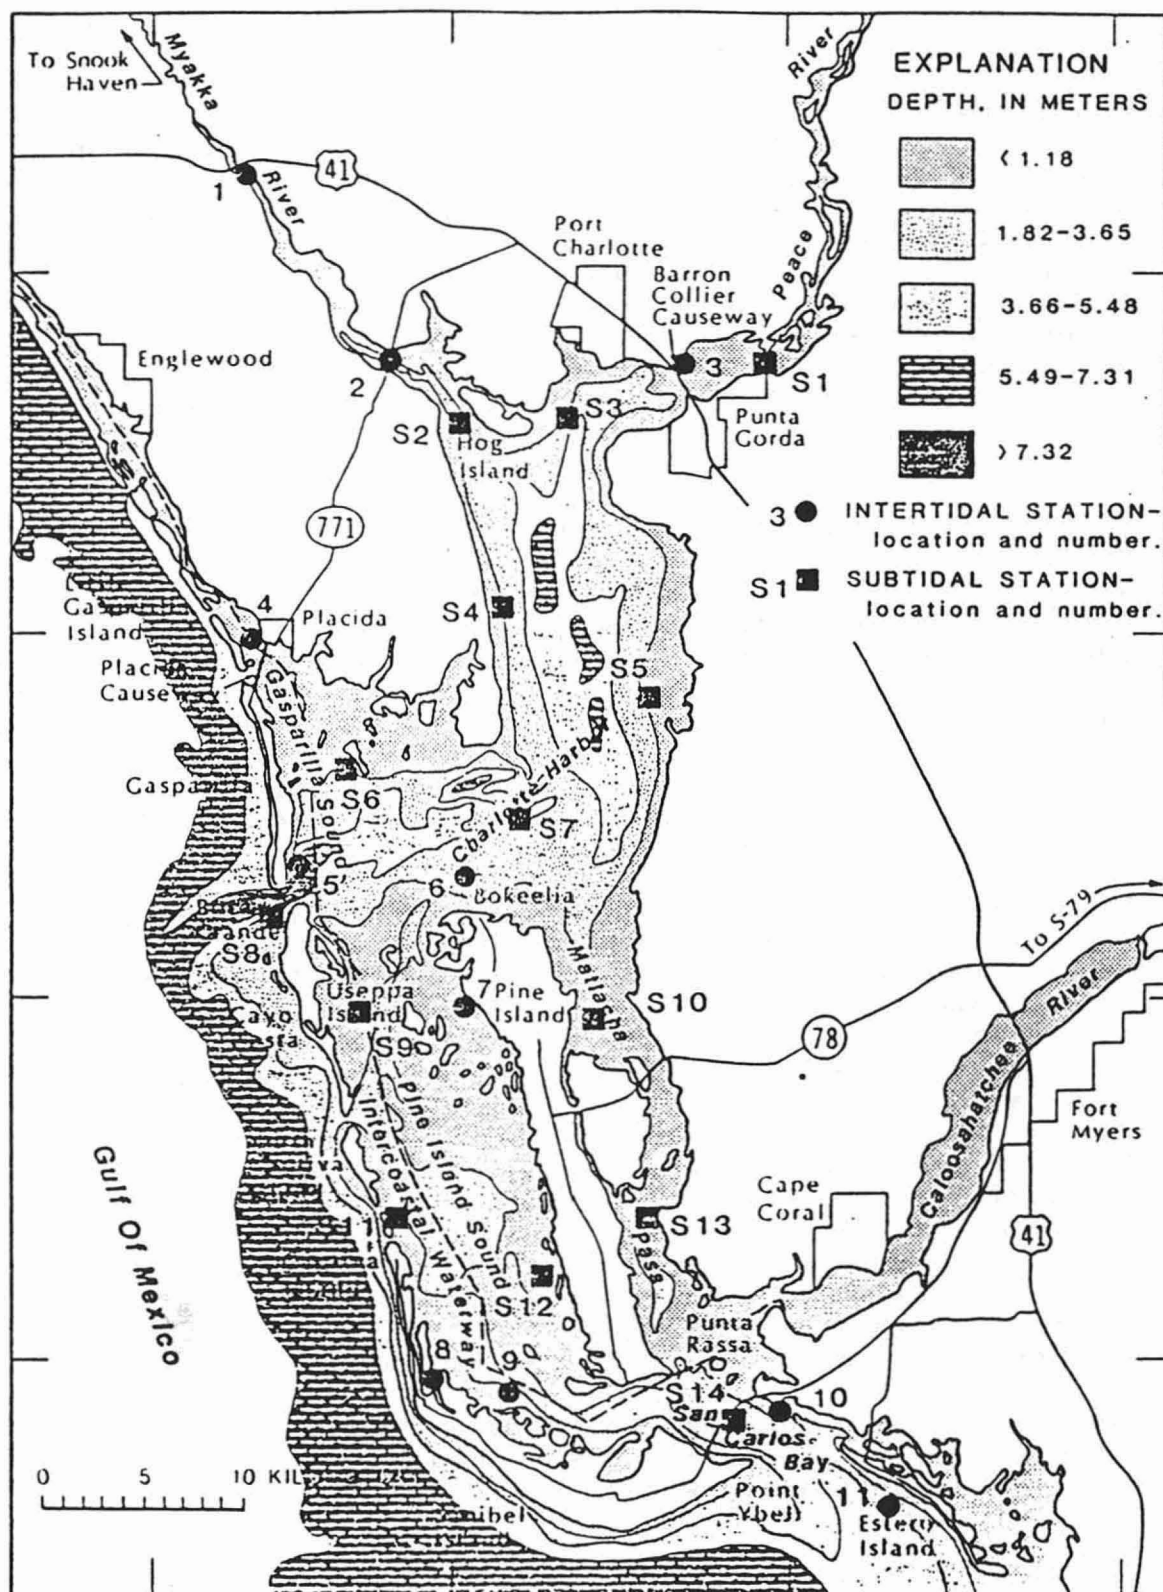 To Snook
Haven
Myakka
River
41
1
2
Port
Charlotte
Barron
Collier
Causeway
3
River
Peace
S1
Punta
Gorda
EXPLANATION
DEPTH, IN METERS
< 1.18
1.82-3.65
3.66-5.48
5.49-7.31
> 7.32
3 INTERTIDAL STATION-
location and number.
S1 SUBTIDAL STATION-
location and number.
Englewood
S2
Hog
Island
S3
771
S4
S5
4
Placida
Island
Gasparilla Sound
S6
Charlotte Harbor
S7
5
6
Bokeelia
S8
Useppa
Island
S9
7
Pine
Island
Matlacha
Pass
S10
To S-79
78
Caloosahatchee
River
Fort
Myers
Cape
Coral
41
Gulf Of Mexico
Pine Island Sound
Intercoastal Waterway
S11
S12
S13
Punta
Rassa
8
9
S14
10
San
Carlos
Bay
Point
Ybell
11
Estero
Island
0 5 10